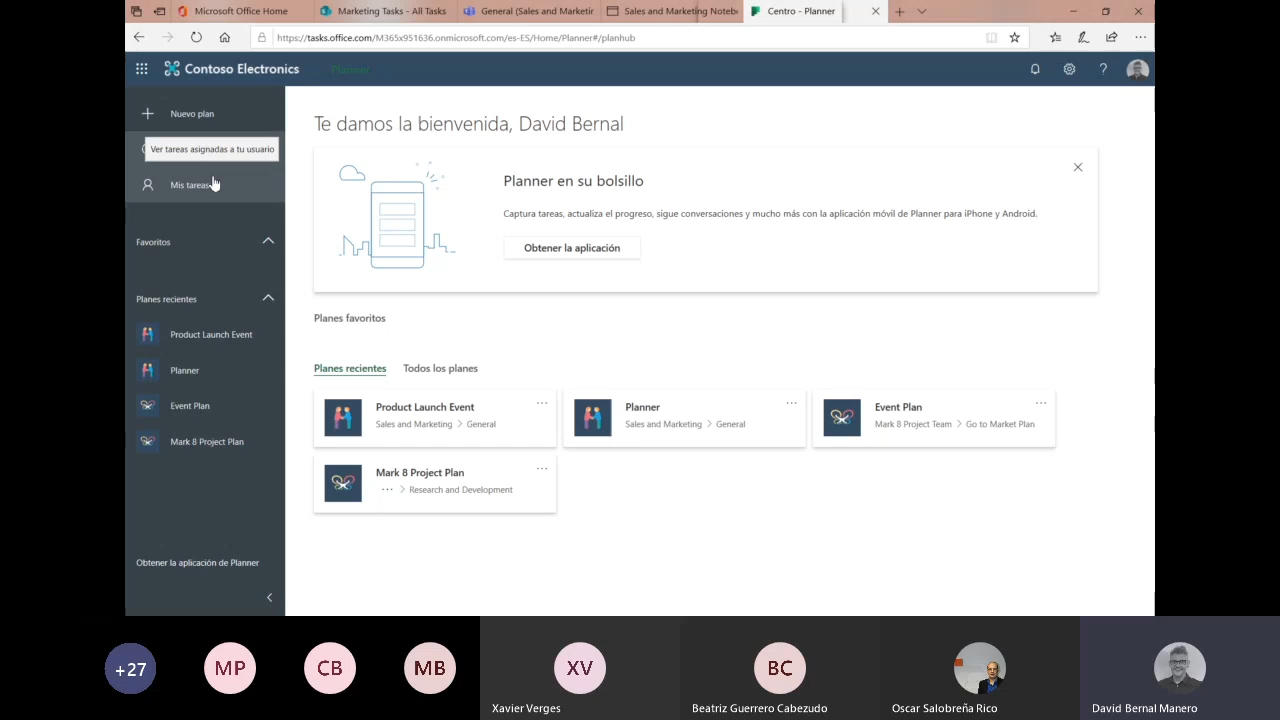 Microsoft Office Home
Marketing Tasks - All Tasks
General (Sales and Marketir
Sales and Marketing Noteb
Centro - Planner
https://tasks.office.com/M365x951636.onmicrosoft.com/es-ES/Home/Planner#/planhub
Contoso Electronics
Planner
Nuevo plan
Ver tareas asignadas a tu usuario
Mis tareas
Favoritos
Planes recientes
Product Launch Event
Planner
Event Plan
Mark 8 Project Plan
Obtener la aplicación de Planner
Te damos la bienvenida, David Bernal
Planner en su bolsillo
Captura tareas, actualiza el progreso, sigue conversaciones y mucho más con la aplicación móvil de Planner para iPhone y Android.
Obtener la aplicación
Planes favoritos
Planes recientes
Todos los planes
Product Launch Event
Sales and Marketing > General
Planner
Sales and Marketing > General
Event Plan
Mark 8 Project Team > Go to Market Plan
Mark 8 Project Plan
··· > Research and Development
+27
MP
CB
MB
XV
BC
Xavier Verges
Beatriz Guerrero Cabezudo
Oscar Salobreña Rico
David Bernal Manero